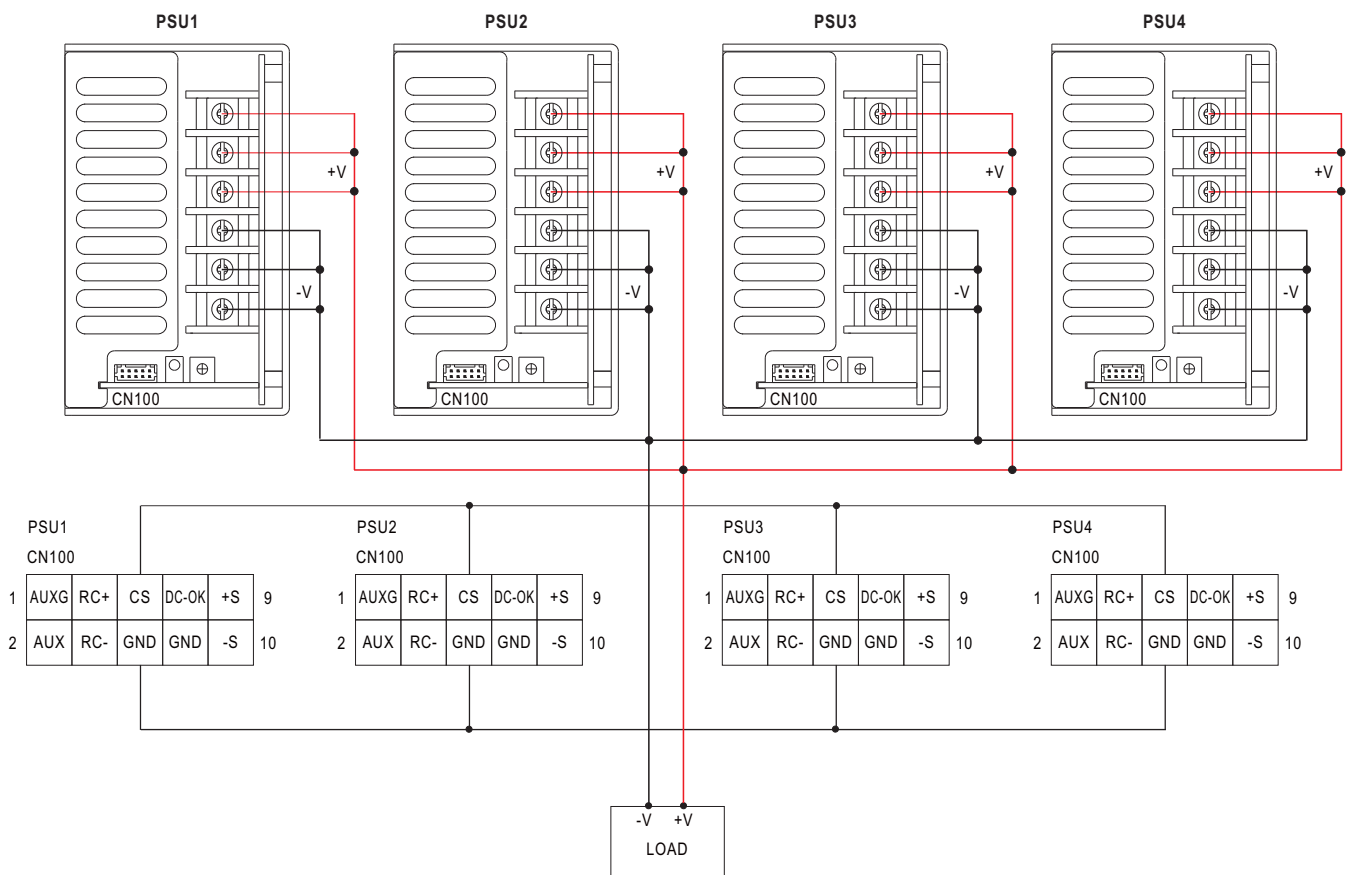 PSU1 PSU2 PSU3 PSU4
+V +V +V +V
-V -V -V -V
CN100 CN100 CN100 CN100
PSU1 PSU2 PSU3 PSU4
CN100 CN100 CN100 CN100
1 AUXG RC+ CS DC-OK +S 9 1 AUXG RC+ CS DC-OK +S 9 1 AUXG RC+ CS DC-OK +S 9 1 AUXG RC+ CS DC-OK +S 9
2 AUX RC- GND GND -S 10 2 AUX RC- GND GND -S 10 2 AUX RC- GND GND -S 10 2 AUX RC- GND GND -S 10
-V +V
LOAD